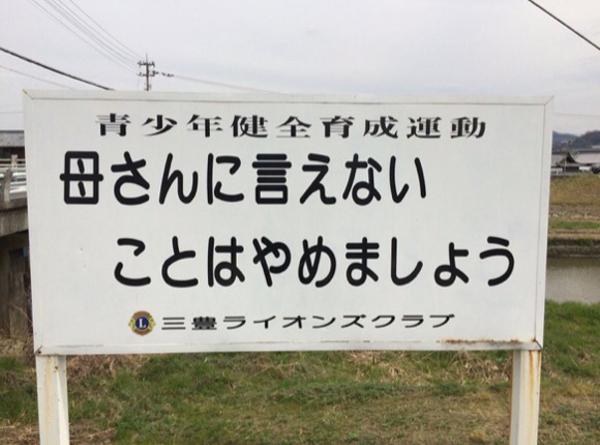 青少年健全育成運動
母さんに言えない
ことはやめましょう
L 三豊ライオンズクラブ